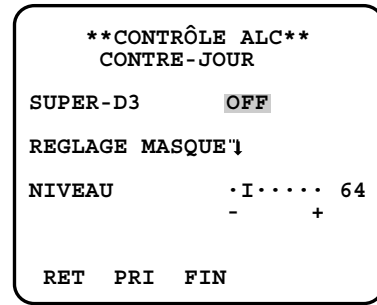 **CONTRÔLE ALC**
CONTRE-JOUR
SUPER-D3 OFF
REGLAGE MASQUE"↓
NIVEAU ·I····· 64
- +
RET PRI FIN